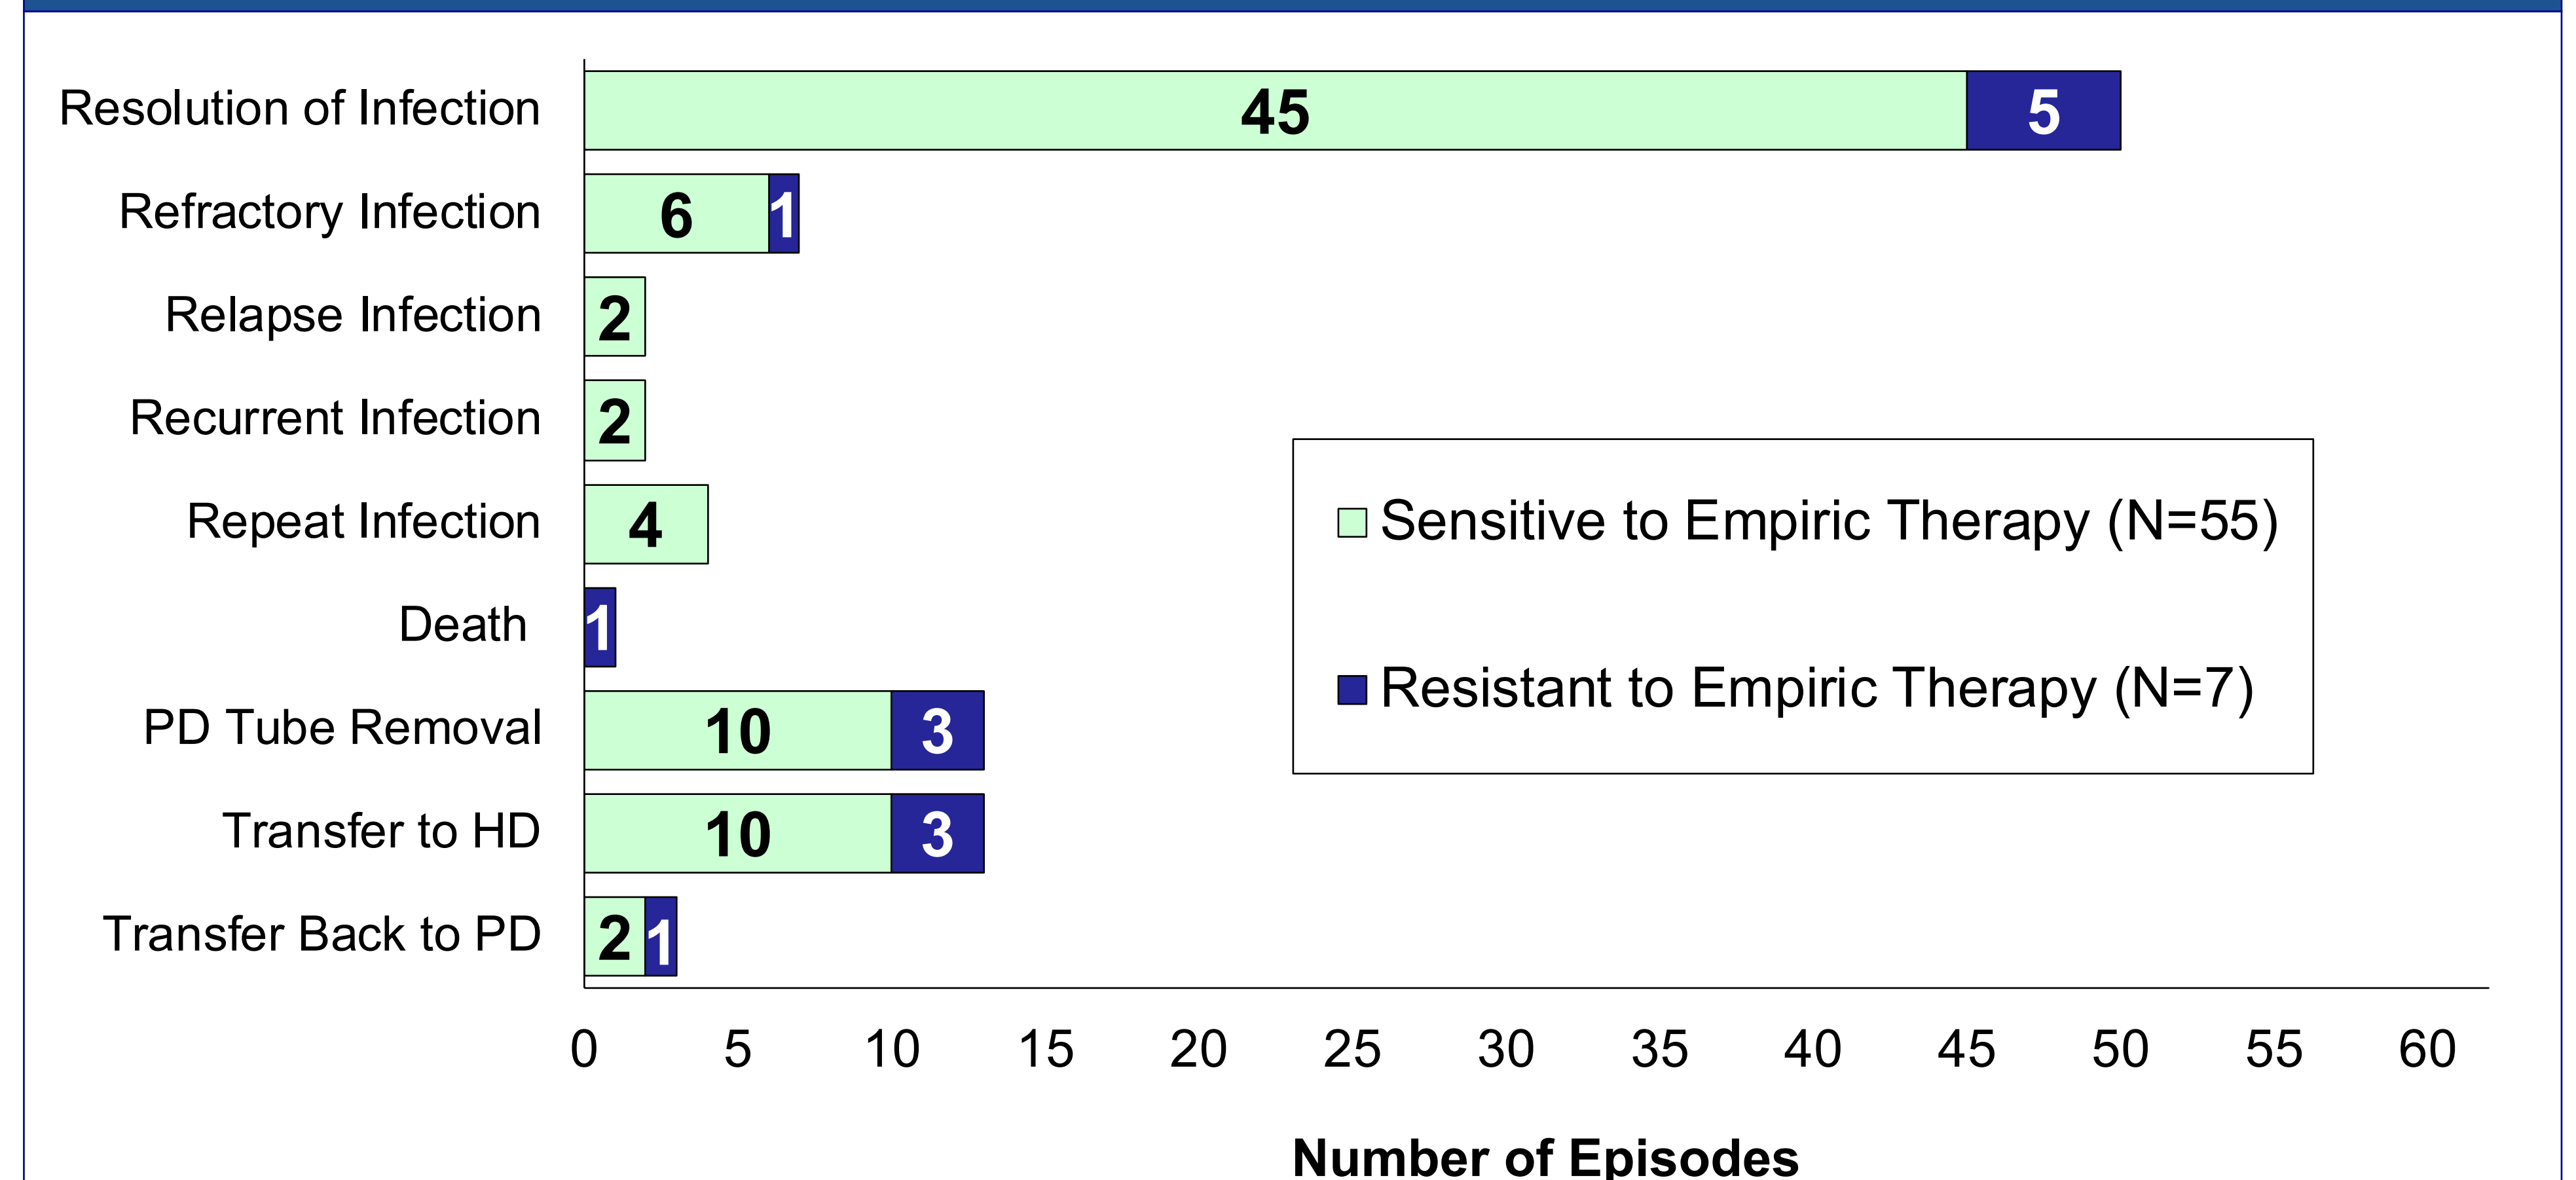 Resolution of Infection 45 5
Refractory Infection 6 1
Relapse Infection 2
Recurrent Infection 2
Repeat Infection 4
Death 1
PD Tube Removal 10 3
Transfer to HD 10 3
Transfer Back to PD 2 1
Sensitive to Empiric Therapy (N=55)
Resistant to Empiric Therapy (N=7)
0 5 10 15 20 25 30 35 40 45 50 55 60
Number of Episodes